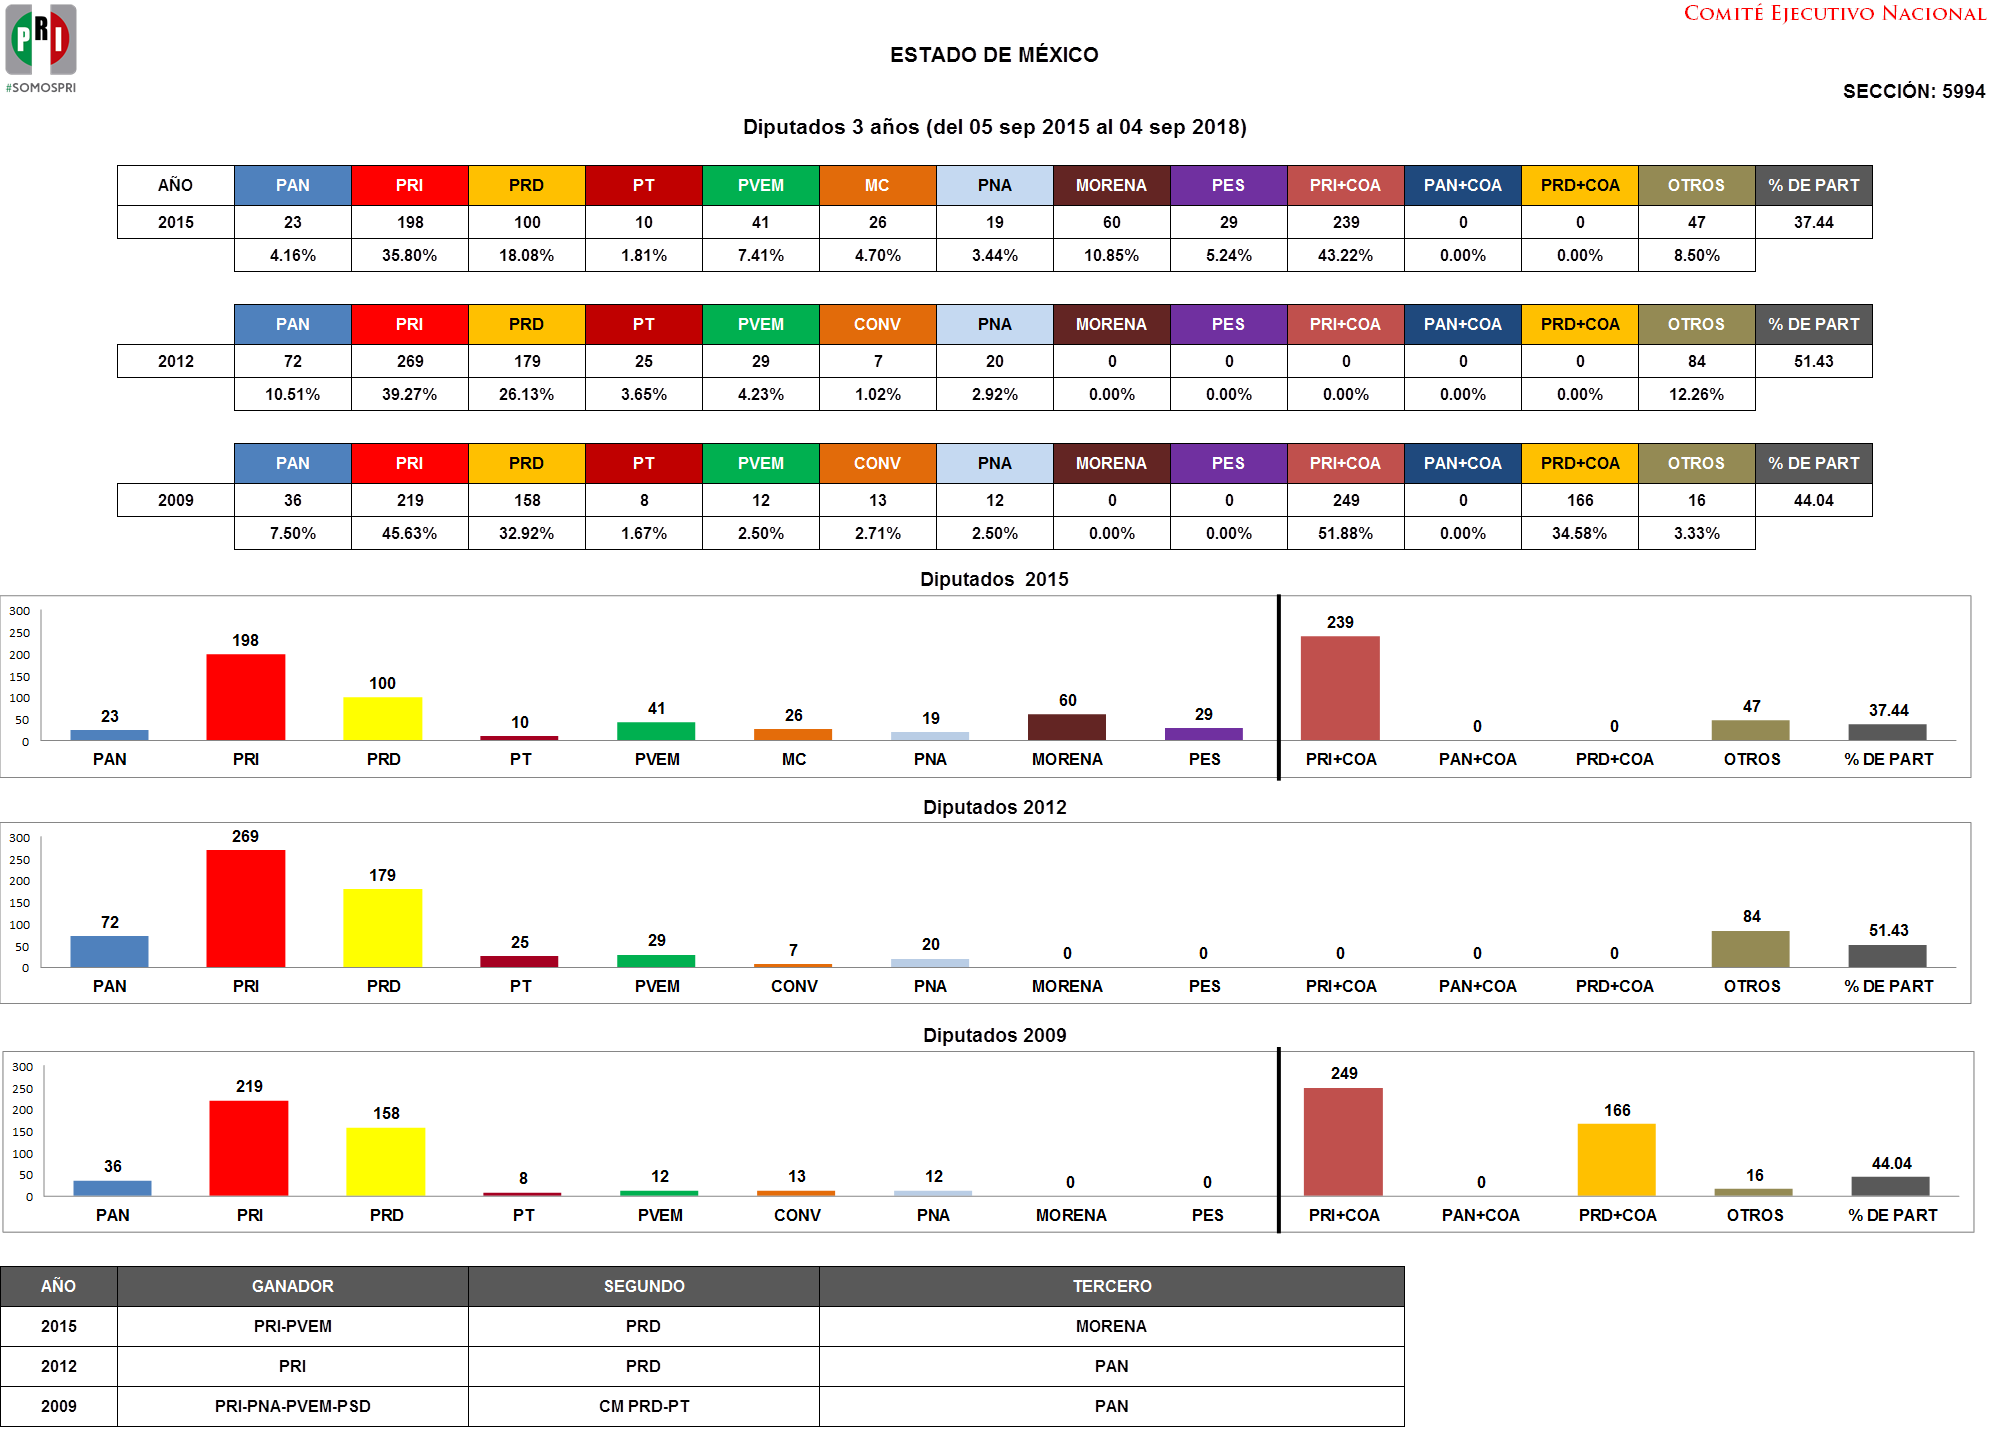 PRI
#SOMOSPRI
COMITÉ EJECUTIVO NACIONAL
ESTADO DE MÉXICO
SECCIÓN: 5994
Diputados 3 años (del 05 sep 2015 al 04 sep 2018)
AÑO PAN PRI PRD PT PVEM MC PNA MORENA PES PRI+COA PAN+COA PRD+COA OTROS % DE PART
2015 23 198 100 10 41 26 19 60 29 239 0 0 47 37.44
4.16% 35.80% 18.08% 1.81% 7.41% 4.70% 3.44% 10.85% 5.24% 43.22% 0.00% 0.00% 8.50%
PAN PRI PRD PT PVEM CONV PNA MORENA PES PRI+COA PAN+COA PRD+COA OTROS % DE PART
2012 72 269 179 25 29 7 20 0 0 0 0 0 84 51.43
10.51% 39.27% 26.13% 3.65% 4.23% 1.02% 2.92% 0.00% 0.00% 0.00% 0.00% 0.00% 12.26%
PAN PRI PRD PT PVEM CONV PNA MORENA PES PRI+COA PAN+COA PRD+COA OTROS % DE PART
2009 36 219 158 8 12 13 12 0 0 249 0 166 16 44.04
7.50% 45.63% 32.92% 1.67% 2.50% 2.71% 2.50% 0.00% 0.00% 51.88% 0.00% 34.58% 3.33%
Diputados 2015
300
250
200
150
100
50
0
23 198 100 10 41 26 19 60 29 239 0 0 47 37.44
PAN PRI PRD PT PVEM MC PNA MORENA PES PRI+COA PAN+COA PRD+COA OTROS % DE PART
Diputados 2012
300
250
200
150
100
50
0
72 269 179 25 29 7 20 0 0 0 0 0 84 51.43
PAN PRI PRD PT PVEM CONV PNA MORENA PES PRI+COA PAN+COA PRD+COA OTROS % DE PART
Diputados 2009
300
250
200
150
100
50
0
36 219 158 8 12 13 12 0 0 249 0 166 16 44.04
PAN PRI PRD PT PVEM CONV PNA MORENA PES PRI+COA PAN+COA PRD+COA OTROS % DE PART
AÑO GANADOR SEGUNDO TERCERO
2015 PRI-PVEM PRD MORENA
2012 PRI PRD PAN
2009 PRI-PNA-PVEM-PSD CM PRD-PT PAN